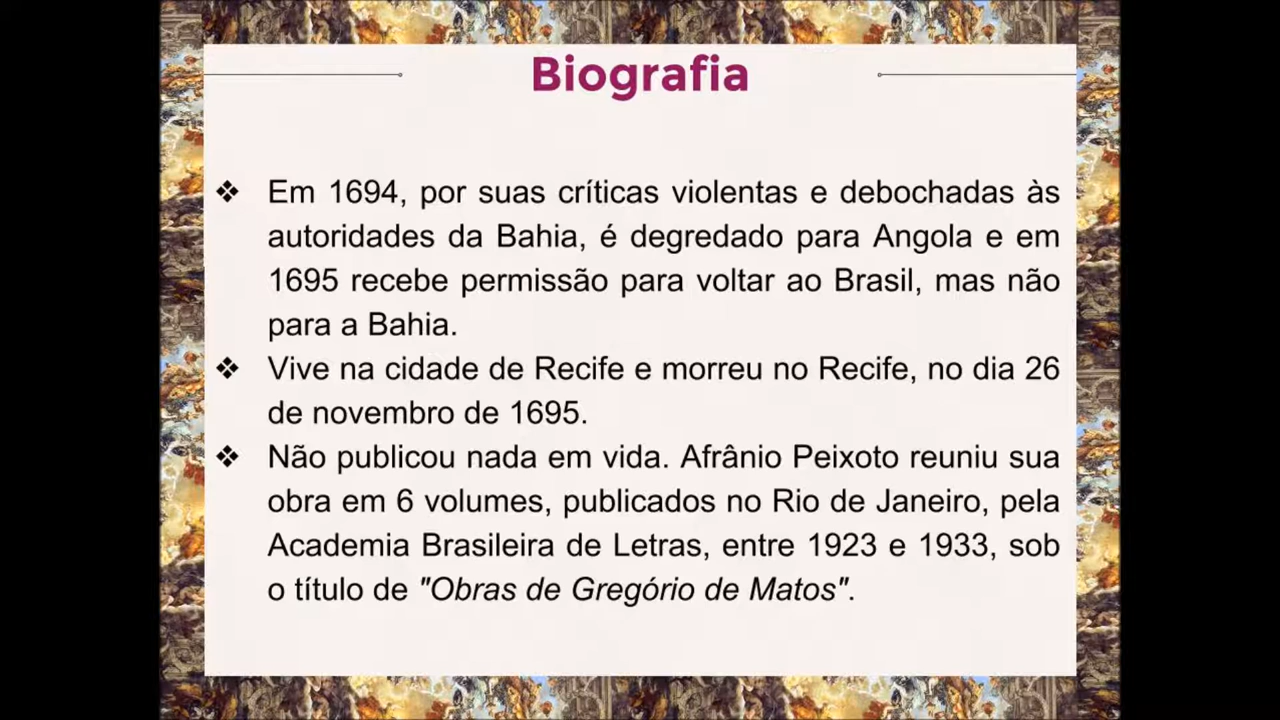 Biografia
❖ Em 1694, por suas críticas violentas e debochadas às
autoridades da Bahia, é degredado para Angola e em
1695 recebe permissão para voltar ao Brasil, mas não
para a Bahia.
❖ Vive na cidade de Recife e morreu no Recife, no dia 26
de novembro de 1695.
❖ Não publicou nada em vida. Afrânio Peixoto reuniu sua
obra em 6 volumes, publicados no Rio de Janeiro, pela
Academia Brasileira de Letras, entre 1923 e 1933, sob
o título de "Obras de Gregório de Matos".